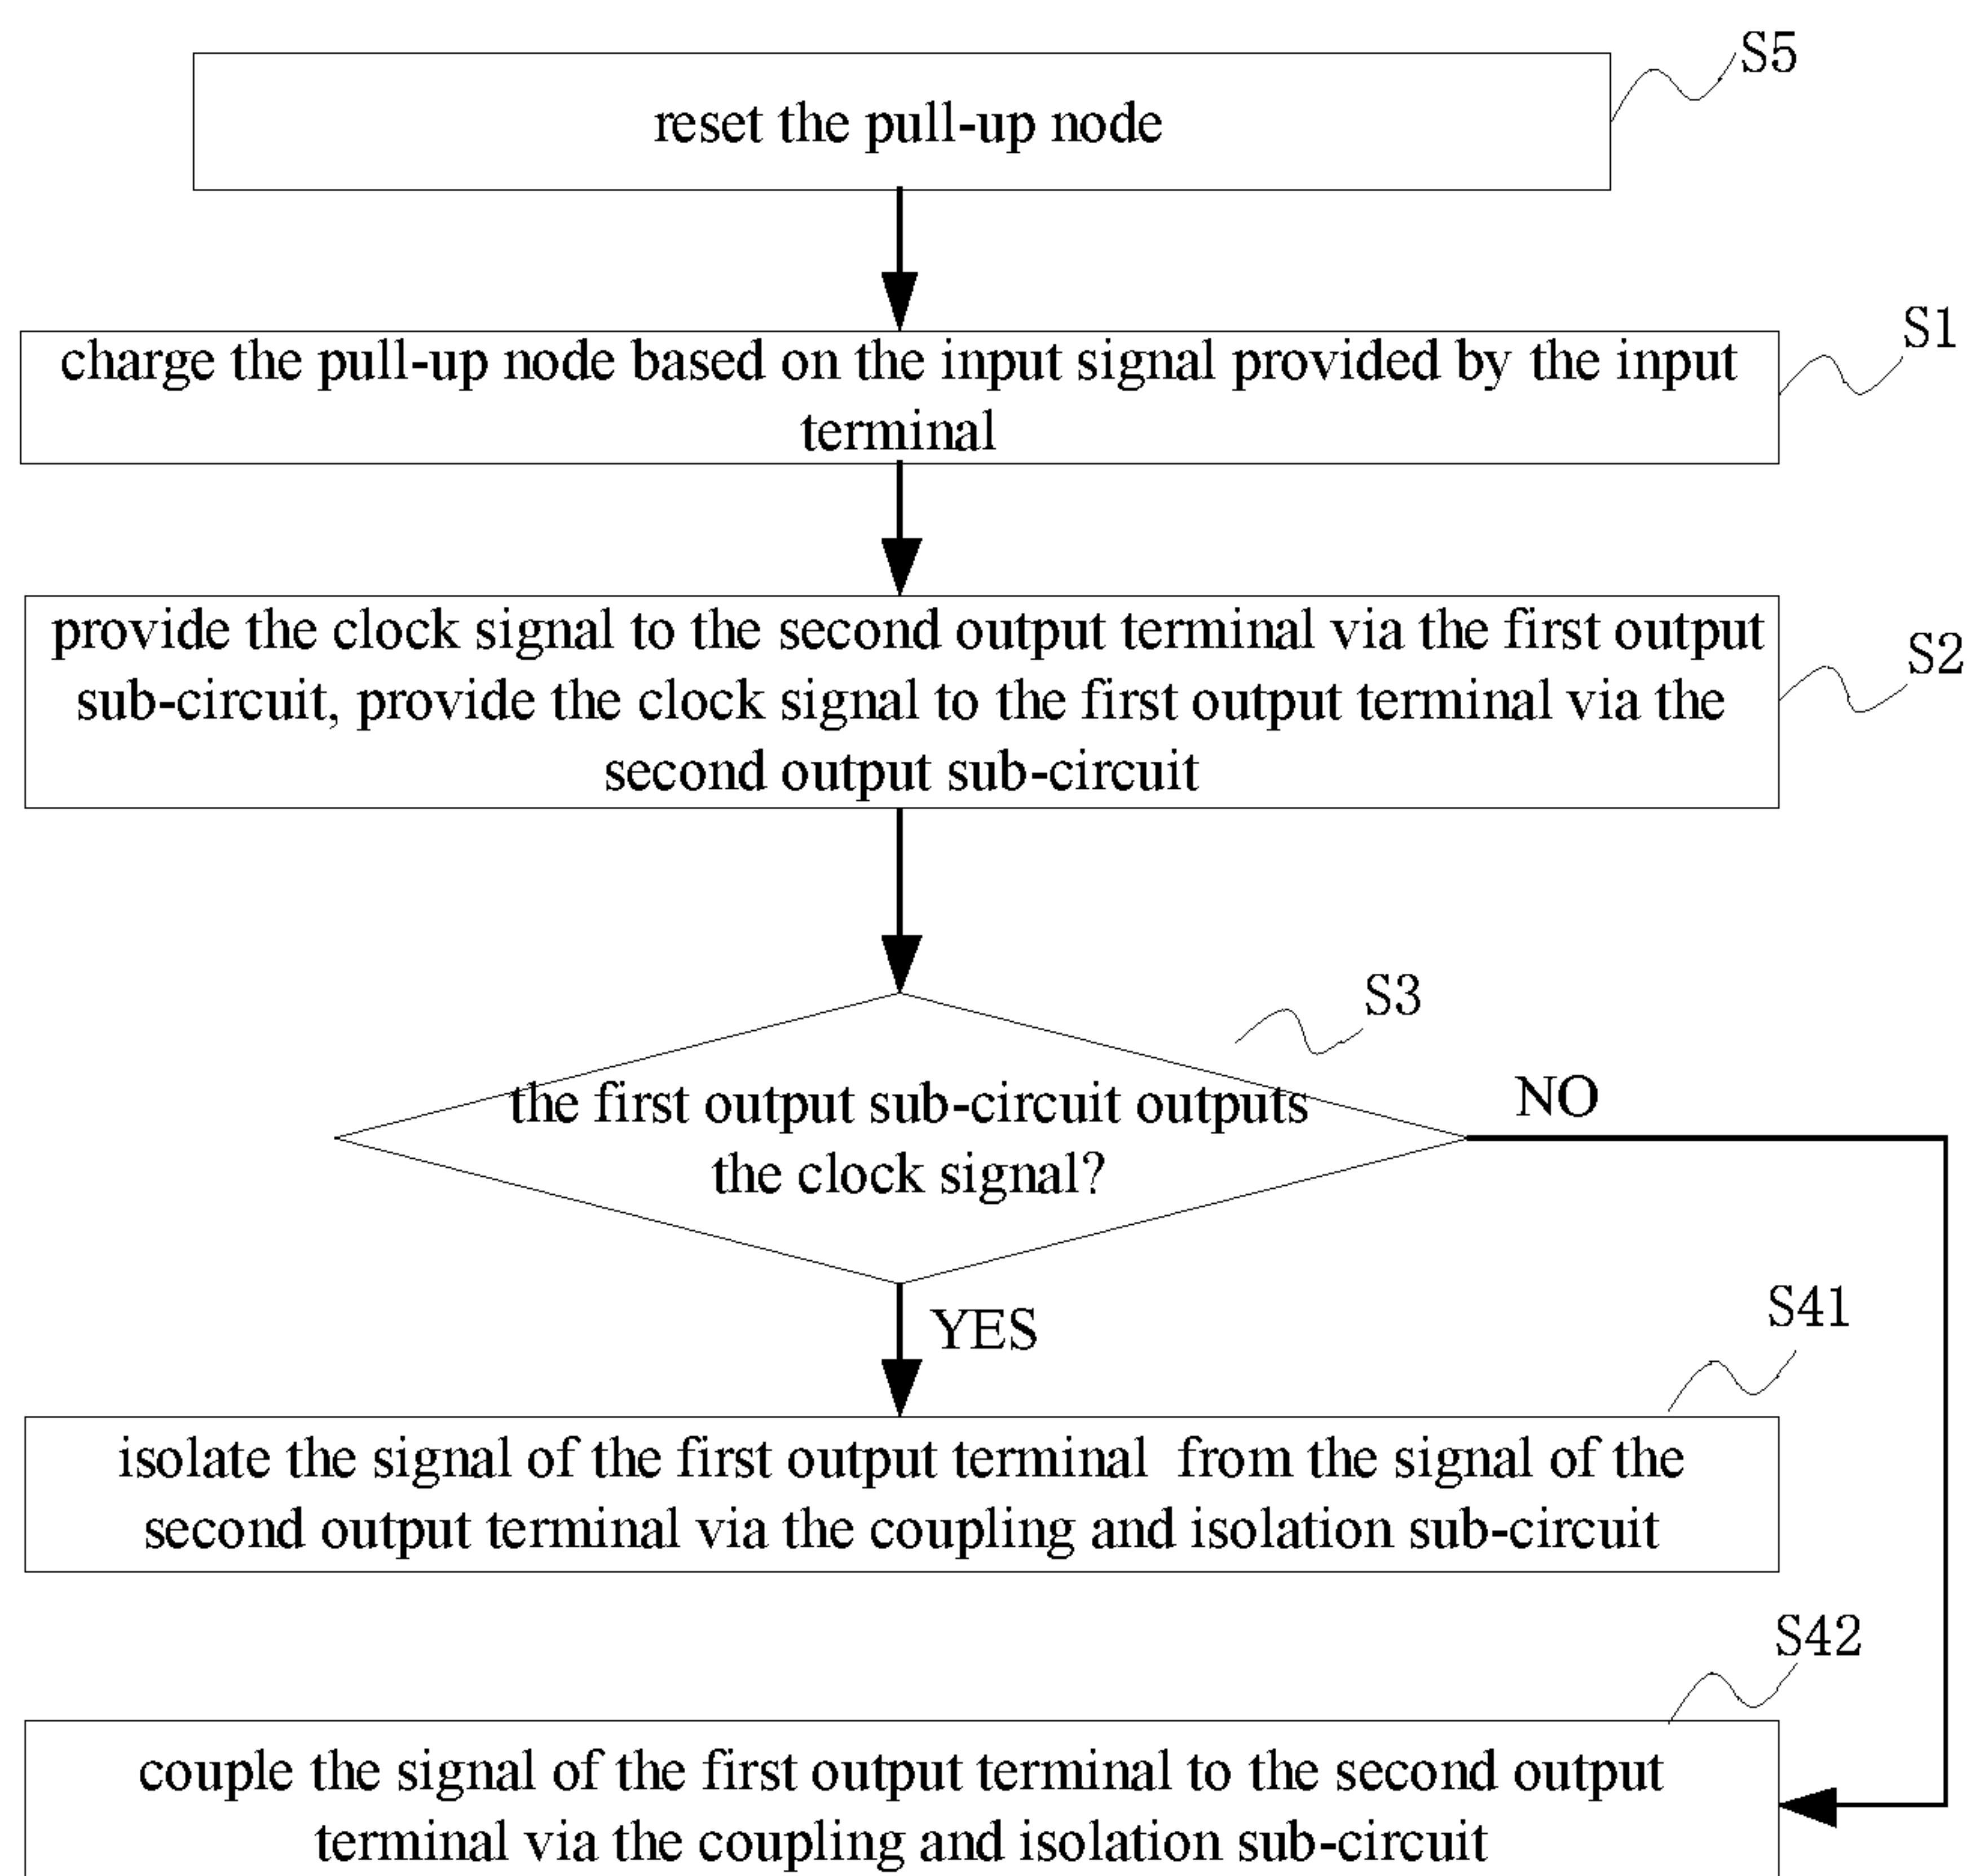 S5
reset the pull-up node
S1
charge the pull-up node based on the input signal provided by the input
terminal
S2
provide the clock signal to the second output terminal via the first output
sub-circuit, provide the clock signal to the first output terminal via the
second output sub-circuit
S3
the first output sub-circuit outputs
the clock signal?
NO
YES
S41
isolate the signal of the first output terminal from the signal of the
second output terminal via the coupling and isolation sub-circuit
S42
couple the signal of the first output terminal to the second output
terminal via the coupling and isolation sub-circuit